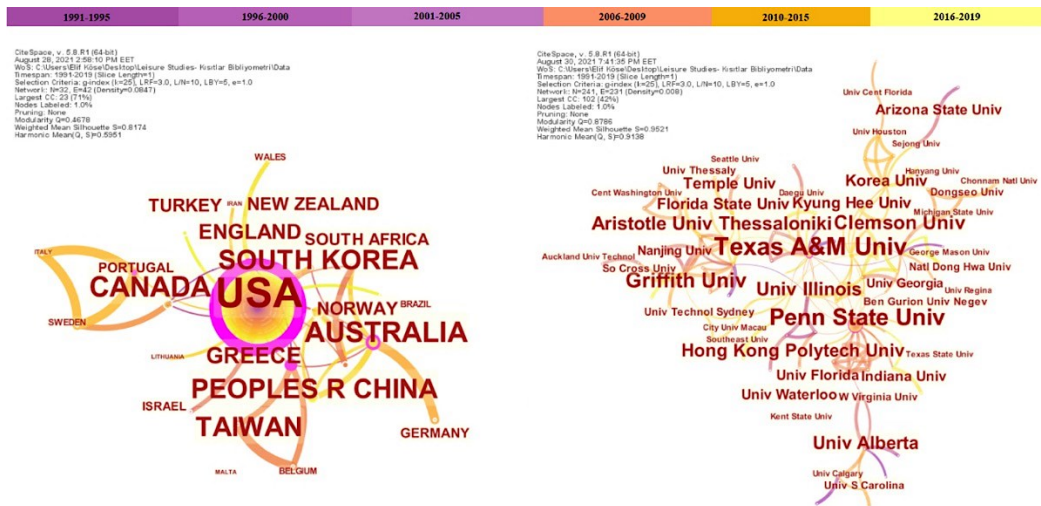 1991-1995 1996-2000 2001-2005 2006-2009 2010-2015 2016-2019
CiteSpace, v. 5.8.R1 (64-bit)
August 28, 2021 2:58:10 PM EET
WoS: C:\Users\Elif Köse\Desktop\Leisure Studies- Kısıtlar Bibliyometri\Data
Timespan: 1991-2019 (Slice Length=1)
Selection Criteria: g-index (k=25), LRF=3.0, L/N=10, LBY=5, e=1.0
Network: N=32, E=42 (Density=0.0847)
Largest CC: 23 (71%)
Nodes Labeled: 1.0%
Pruning: None
Modularity Q=0.4678
Weighted Mean Silhouette S=0.8174
Harmonic Mean(Q, S)=0.5951
WALES
TURKEY
IRAN
NEW ZEALAND
ENGLAND
SOUTH AFRICA
ITALY
SOUTH KOREA
PORTUGAL
CANADA
USA
NORWAY
BRAZIL
SWEDEN
AUSTRALIA
LITHUANIA
GREECE
PEOPLES R CHINA
ISRAEL
TAIWAN
GERMANY
MALTA
BELGIUM
CiteSpace, v. 5.8.R1 (64-bit)
August 30, 2021 7:41:35 PM EET
WoS: C:\Users\Elif Köse\Desktop\Leisure Studies- Kısıtlar Bibliyometri\Data
Timespan: 1991-2019 (Slice Length=1)
Selection Criteria: g-index (k=25), LRF=3.0, L/N=10, LBY=5, e=1.0
Network: N=241, E=231 (Density=0.008)
Largest CC: 102 (42%)
Nodes Labeled: 1.0%
Pruning: None
Modularity Q=0.8786
Weighted Mean Silhouette S=0.9521
Harmonic Mean(Q, S)=0.9138
Univ Cent Florida
Arizona State Univ
Univ Houston
Sejong Univ
Seattle Univ
Univ Thessaly
Hanyang Univ
Temple Univ
Korea Univ
Chonnam Natl Univ
Cent Washington Univ
Daegu Univ
Dongseo Univ
Florida State Univ
Kyung Hee Univ
Michigan State Univ
Aristotle Univ Thessaloniki
Clemson Univ
Auckland Univ Technol
Nanjing Univ
Texas A&M Univ
George Mason Univ
So Cross Univ
Natl Dong Hwa Univ
Griffith Univ
Univ Illinois
Univ Georgia
Univ Regina
Ben Gurion Univ Negev
Univ Technol Sydney
Penn State Univ
City Univ Macau
Southeast Univ
Hong Kong Polytech Univ
Texas State Univ
Univ Florida
Indiana Univ
Univ Waterloo
W Virginia Univ
Kent State Univ
Univ Alberta
Univ Calgary
Univ S Carolina